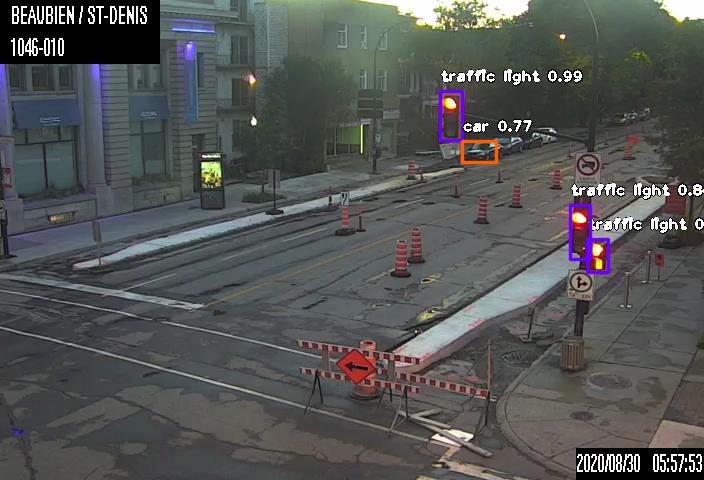 BEAUBIEN / ST-DENIS
1046-010
traffic light 0.99
car 0.77
traffic light 0.8
traffic light 0
2020/08/30 05:57:53